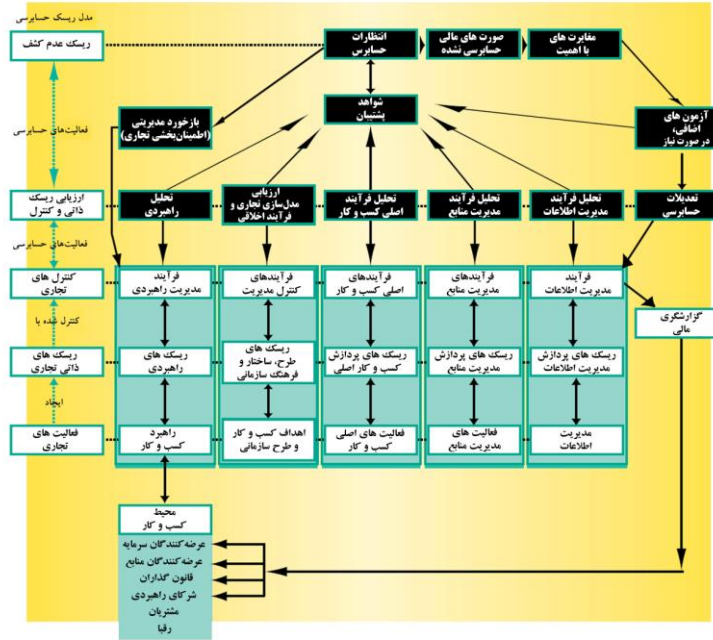 مدل ریسک حسابرسی
ریسک عدم کشف
انتظارات
حسابرس
صورت های مالی
حسابرسی نشده
مغایرت های
با اهمیت
فعالیت‌های حسابرسی
بازخورد مدیریتی
(اطمینان‌بخشی تجاری)
شواهد
پشتیبان
آزمون های
اضافی،
در صورت نیاز
ارزیابی ریسک
ذاتی و کنترل
تحلیل
راهبردی
ارزیابی
مدل‌سازی تجاری و
فرآیند اخلاقی
تحلیل فرآیند
اصلی کسب و کار
تحلیل فرآیند
مدیریت منابع
تحلیل فرآیند
مدیریت اطلاعات
تعدیلات
حسابرسی
فعالیت‌های حسابرسی
کنترل های
تجاری
فرآیند
مدیریت راهبردی
فرآیندهای
کنترل مدیریت
فرآیندهای
اصلی کسب و کار
فرآیندهای
مدیریت منابع
فرآیند
مدیریت اطلاعات
گزارشگری
مالی
کنترل شده با
ریسک های
ذاتی تجاری
ریسک های
راهبردی
ریسک های
طرح، ساختار و
فرهنگ سازمانی
ریسک های پردازش
کسب و کار اصلی
ریسک های پردازش
مدیریت منابع
ریسک های پردازش
مدیریت اطلاعات
ایجاد
فعالیت های
تجاری
راهبرد
کسب و کار
اهداف کسب و کار
و طرح سازمانی
فعالیت های اصلی
کسب و کار
فعالیت های
مدیریت منابع
مدیریت
اطلاعات
محیط
کسب و کار
عرضه‌کنندگان سرمایه
عرضه‌کنندگان منابع
قانون گذاران
شرکای راهبردی
مشتریان
رقبا